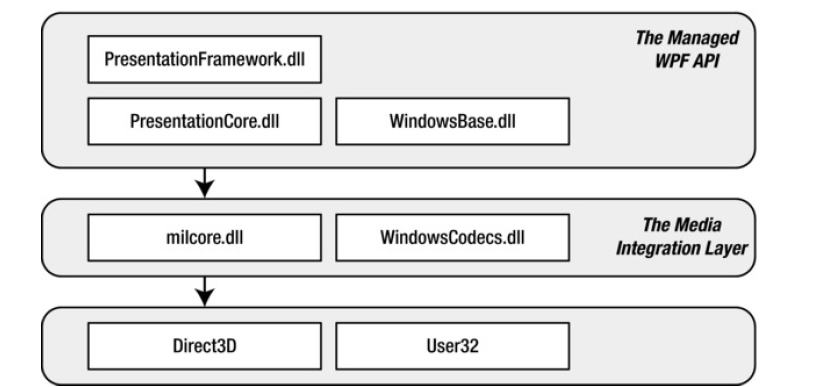 The Managed
WPF API
PresentationFramework.dll
PresentationCore.dll
WindowsBase.dll
milcore.dll
WindowsCodecs.dll
The Media
Integration Layer
Direct3D
User32